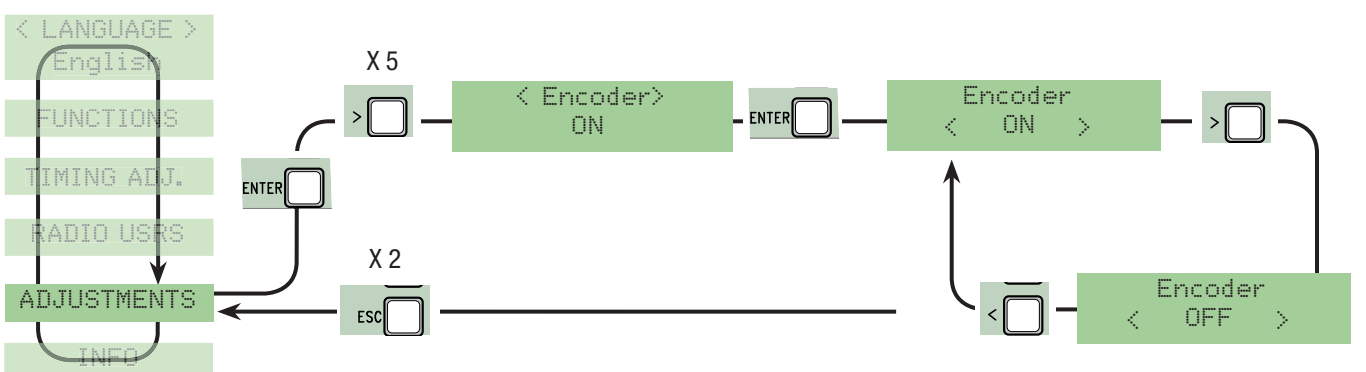 < LANGUAGE >
English
FUNCTIONS
TIMING ADJ.
RADIO USRS
ADJUSTMENTS
INFO
ENTER
X 5
>
< Encoder>
ON
ENTER
Encoder
< ON >
>
Encoder
< OFF >
<
X 2
ESC